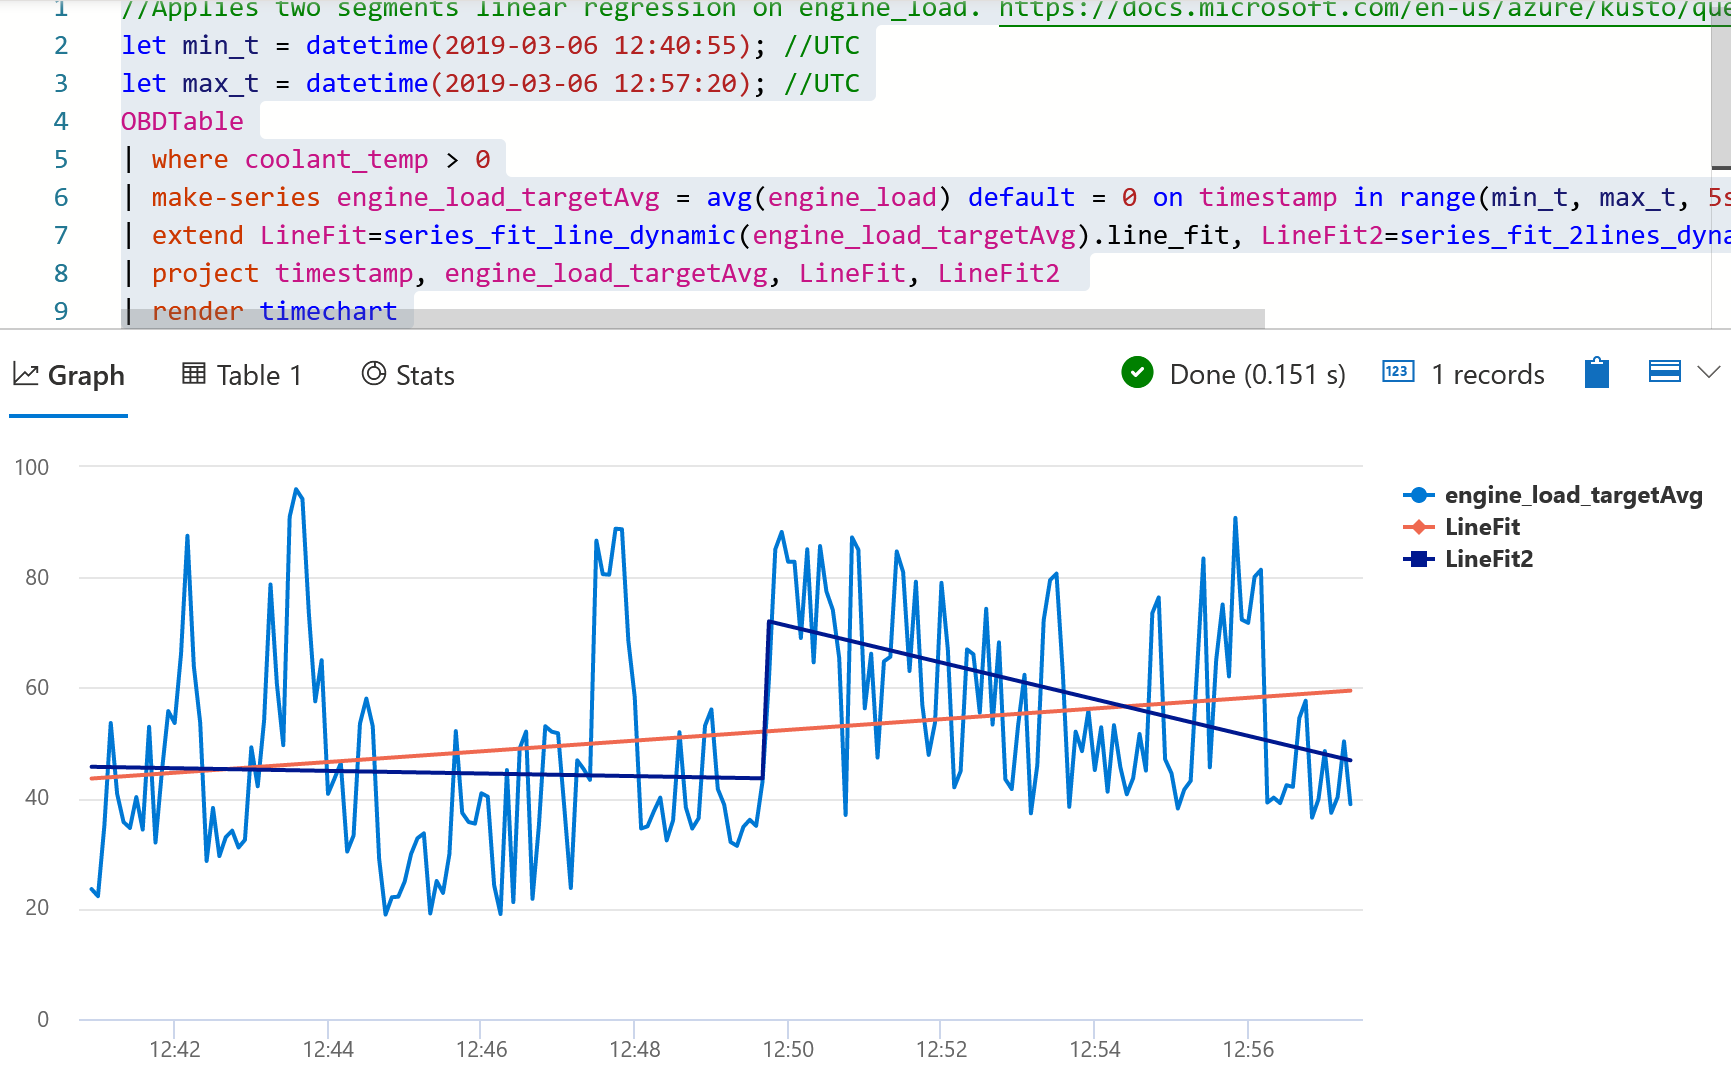 1 //Applies two segments linear regression on engine_load. https://docs.microsoft.com/en-us/azure/kusto/que
2 let min_t = datetime(2019-03-06 12:40:55); //UTC
3 let max_t = datetime(2019-03-06 12:57:20); //UTC
4 OBDTable
5 | where coolant_temp > 0
6 | make-series engine_load_targetAvg = avg(engine_load) default = 0 on timestamp in range(min_t, max_t, 5s
7 | extend LineFit=series_fit_line_dynamic(engine_load_targetAvg).line_fit, LineFit2=series_fit_2lines_dyna
8 | project timestamp, engine_load_targetAvg, LineFit, LineFit2
9 | render timechart
Graph Table 1 Stats Done (0.151 s) 123 1 records
100
80
60
40
20
0
12:42 12:44 12:46 12:48 12:50 12:52 12:54 12:56
engine_load_targetAvg
LineFit
LineFit2